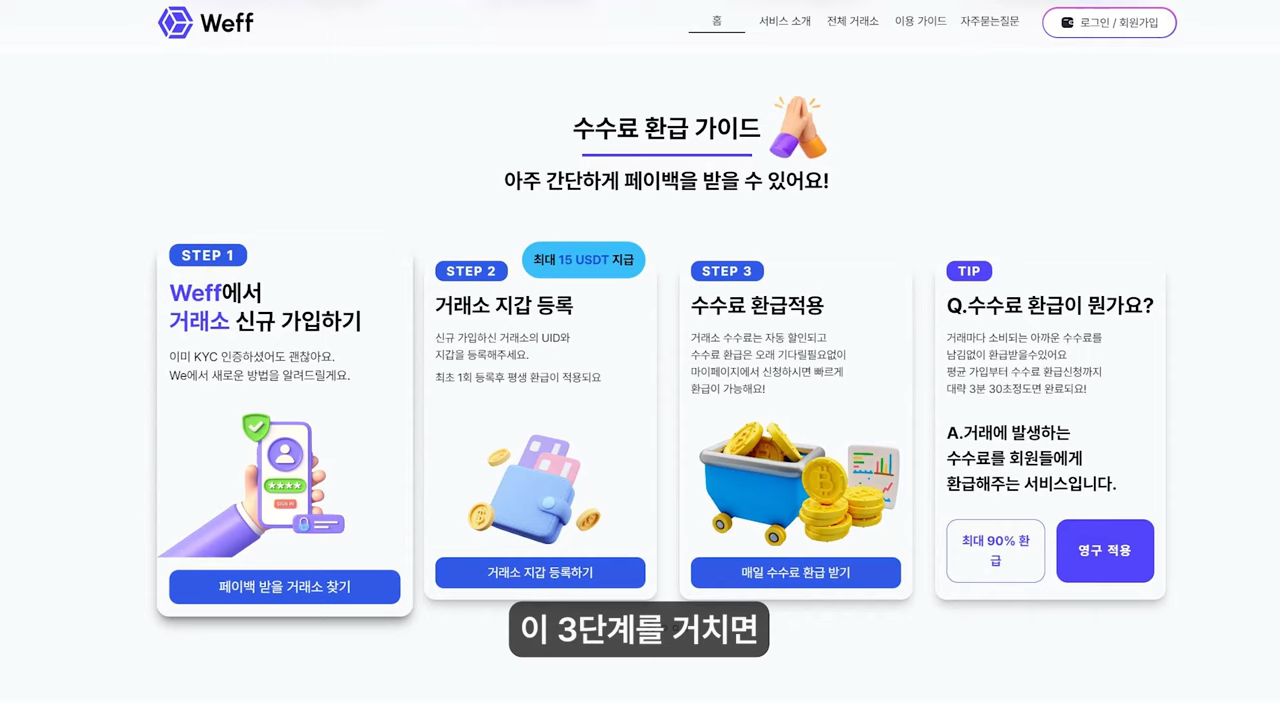 Weff
홈
서비스 소개
전체 거래소
이용 가이드
자주묻는질문
로그인 / 회원가입
수수료 환급 가이드
아주 간단하게 페이백을 받을 수 있어요!
STEP 1
Weff에서
거래소 신규 가입하기
이미 KYC 인증하셨어도 괜찮아요.
We에서 새로운 방법을 알려드릴게요.
SIGN IN
페이백 받을 거래소 찾기
STEP 2
최대 15 USDT 지급
거래소 지갑 등록
신규 가입하신 거래소의 UID와
지갑을 등록해주세요.
최초 1회 등록후 평생 환급이 적용되요
거래소 지갑 등록하기
STEP 3
수수료 환급적용
거래소 수수료는 자동 할인되고
수수료 환급은 오래 기다릴필요없이
마이페이지에서 신청하시면 빠르게
환급이 가능해요!
매일 수수료 환급 받기
TIP
Q.수수료 환급이 뭔가요?
거래마다 소비되는 아까운 수수료를
남김없이 환급받을수있어요
평균 가입부터 수수료 환급신청까지
대략 3분 30초정도면 완료되요!
A.거래에 발생하는
수수료를 회원들에게
환급해주는 서비스입니다.
최대 90% 환
급
영구 적용
이 3단계를 거치면